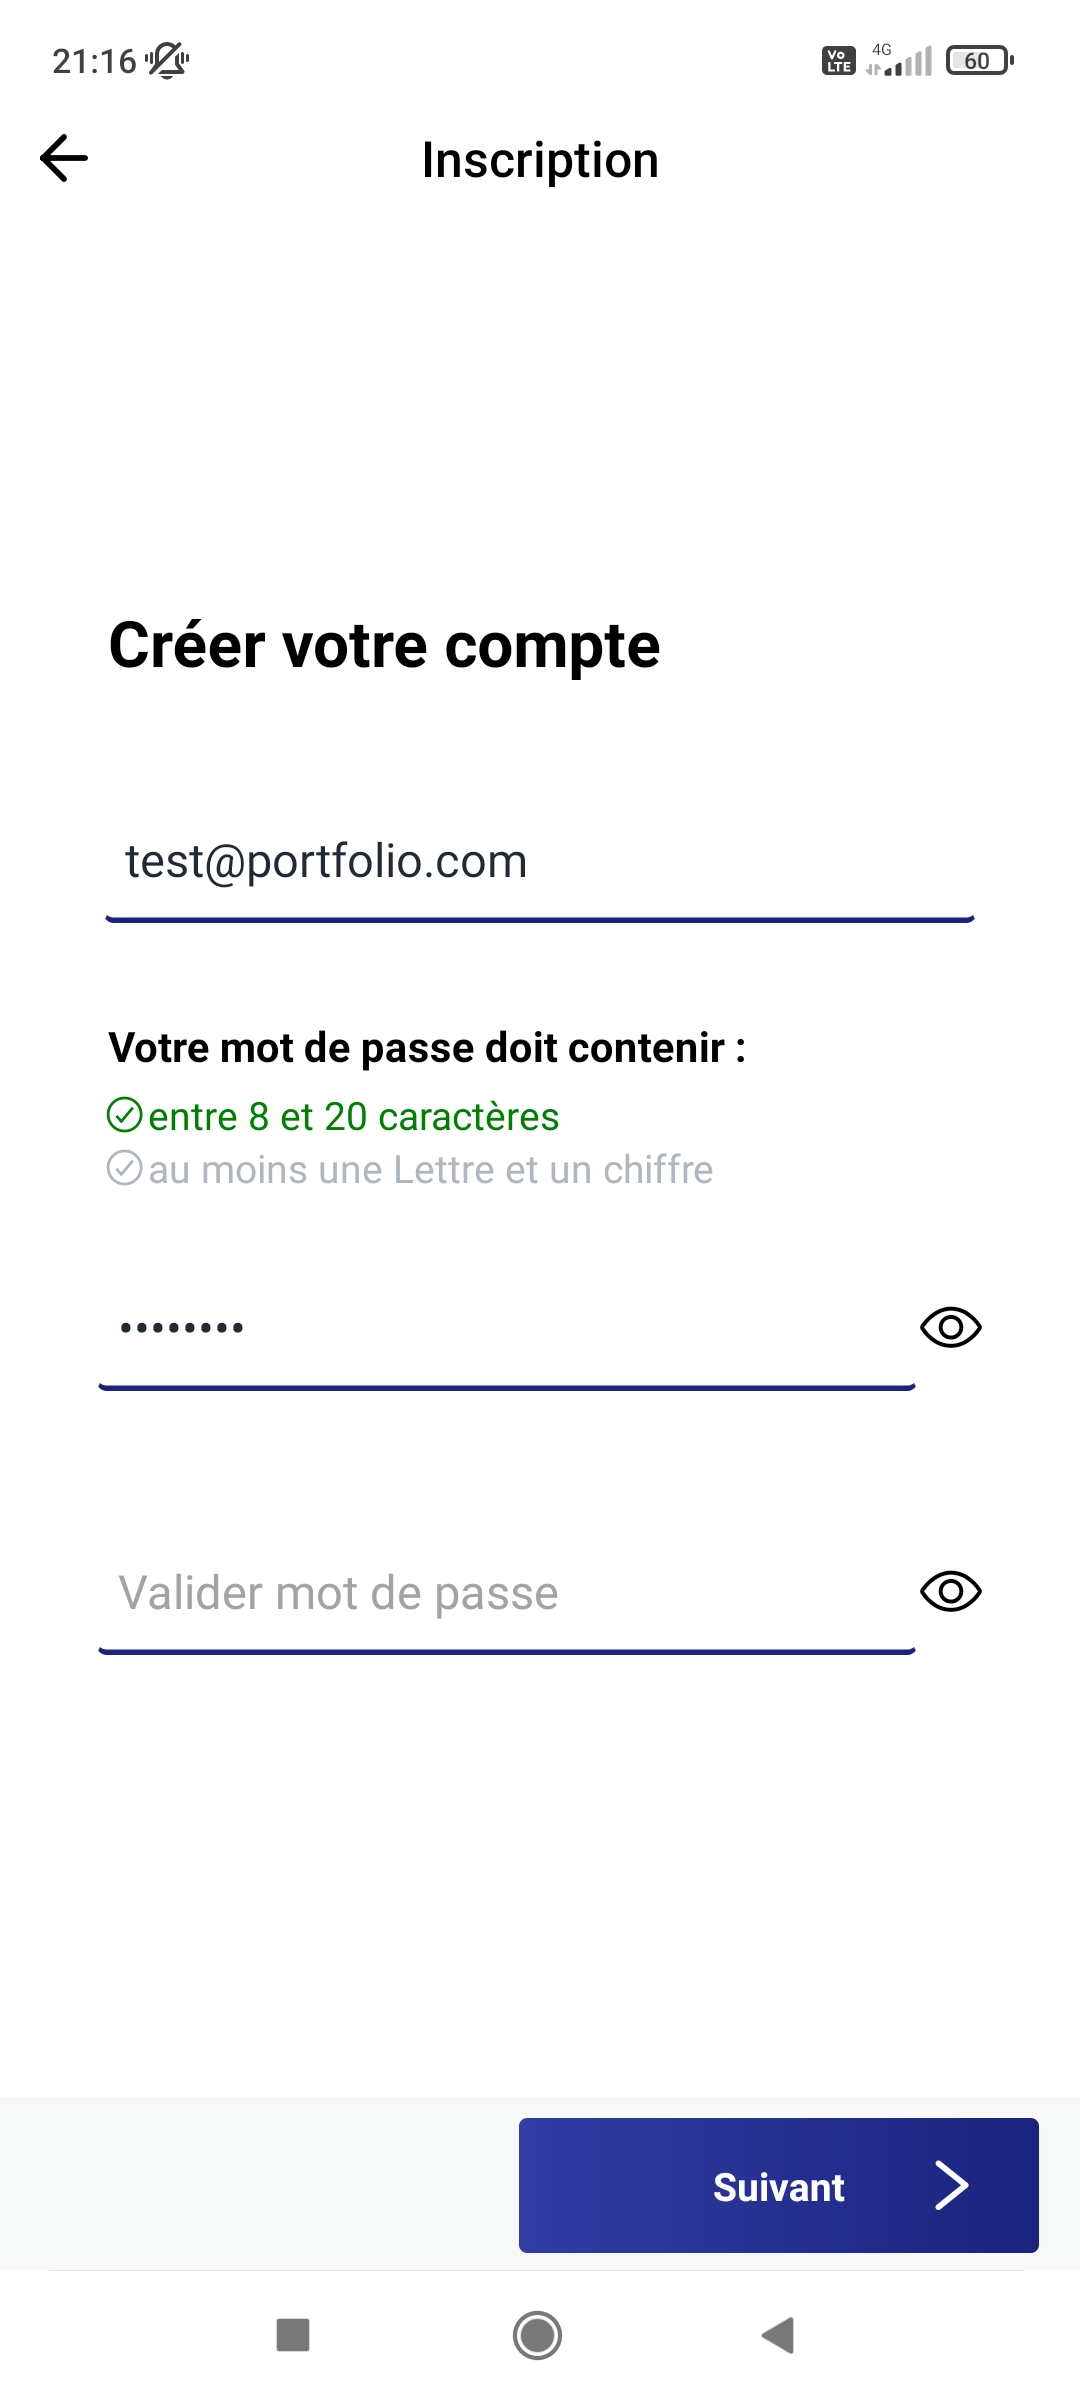 21:16
Vo LTE
4G
60
Inscription
Créer votre compte
test@portfolio.com
Votre mot de passe doit contenir :
entre 8 et 20 caractères
au moins une Lettre et un chiffre
••••••••
Valider mot de passe
Suivant